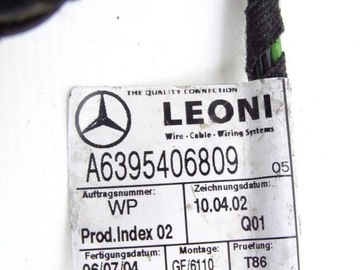 THE QUALITY CONNECTION
LEONI
Wire - Cable - Wiring Systems
A6395406809 05
Auftragsnummer: Zeichnungsdatum:
WP 10.04.02
Prod.Index 02 Q01
Fertigungsdatum: Montage: Pruefung:
06/07/04 GF/6110 T86